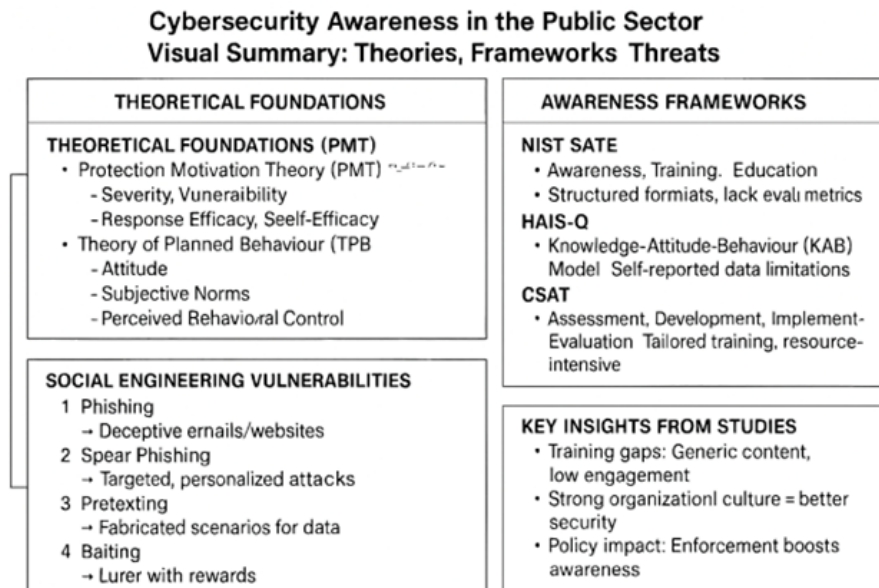 Cybersecurity Awareness in the Public Sector
Visual Summary: Theories, Frameworks Threats
THEORETICAL FOUNDATIONS
THEORETICAL FOUNDATIONS (PMT)
• Protection Motivation Theory (PMT)
- Severity, Vuneraibility
- Response Efficacy, Seelf-Efficacy
• Theory of Planned Behaviour (TPB
- Attitude
- Subjective Norms
- Perceived Behavioral Control
SOCIAL ENGINEERING VULNERABILITIES
1 Phishing
→ Deceptive ernails/websites
2 Spear Phishing
→ Targeted, personalized attacks
3 Pretexting
→ Fabricated scenarios for data
4 Baiting
→ Lurer with rewards
AWARENESS FRAMEWORKS
NIST SATE
• Awareness, Training. Education
• Structured formiats, lack evalı metrics
HAIS-Q
• Knowledge-Attitude-Behaviour (KAB)
Model Self-reported data limitations
CSAT
• Assessment, Development, Implement-
Evaluation Tailored training, resource-
intensive
KEY INSIGHTS FROM STUDIES
• Training gaps: Generic content,
low engagement
• Strong organizationl culture = better
security
• Policy impact: Enforcement boosts
awareness